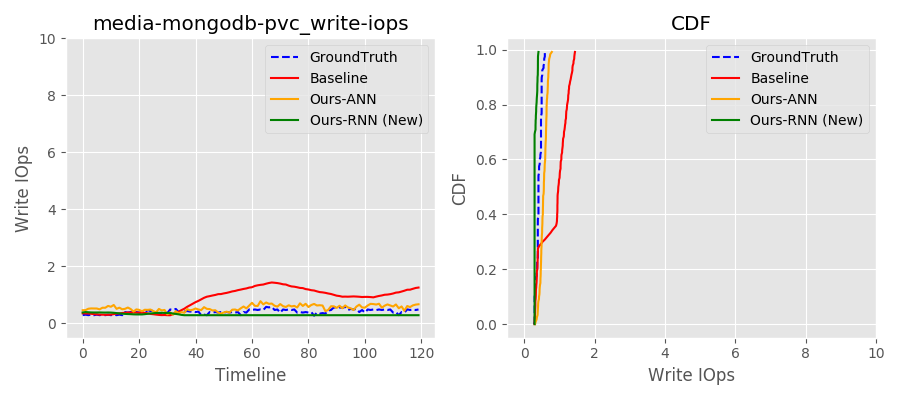 media-mongodb-pvc_write-iops
Write IOps
10
8
6
4
2
0
GroundTruth
Baseline
Ours-ANN
Ours-RNN (New)
0 20 40 60 80 100 120
Timeline
CDF
CDF
1.0
0.8
0.6
0.4
0.2
0.0
GroundTruth
Baseline
Ours-ANN
Ours-RNN (New)
0 2 4 6 8 10
Write IOps